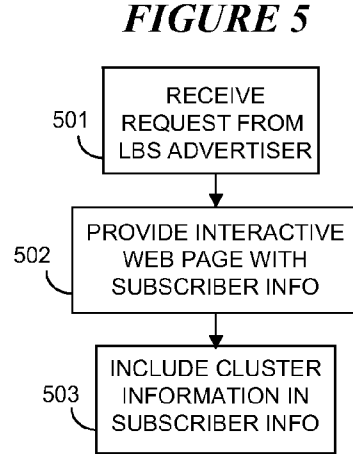 FIGURE 5
501
RECEIVE
REQUEST FROM
LBS ADVERTISER
502
PROVIDE INTERACTIVE
WEB PAGE WITH
SUBSCRIBER INFO
503
INCLUDE CLUSTER
INFORMATION IN
SUBSCRIBER INFO